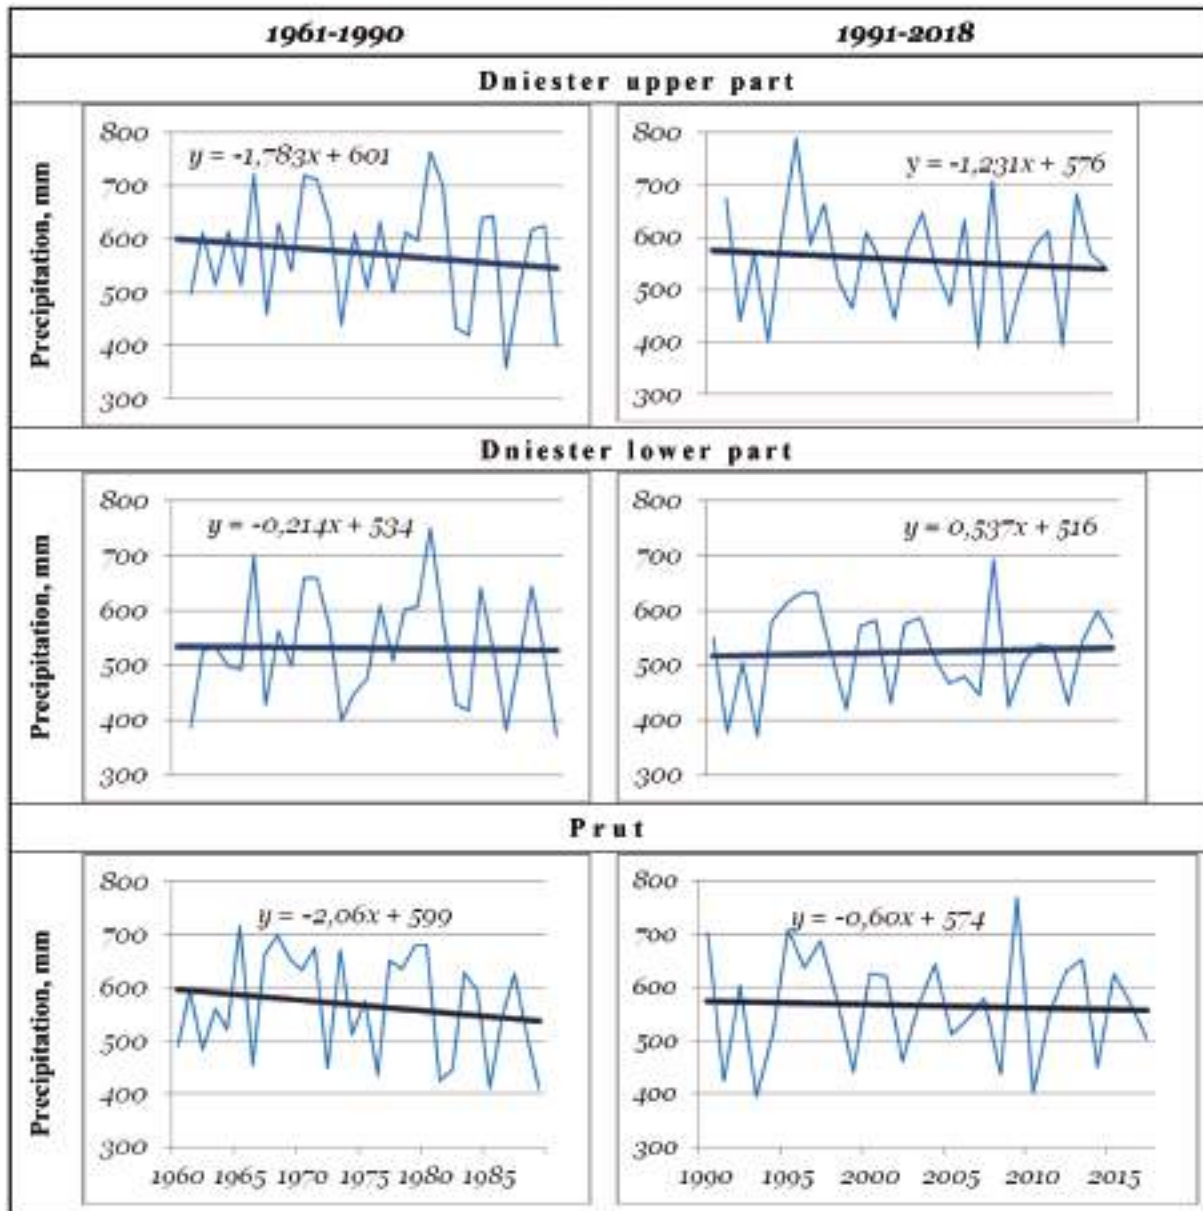 1961-1990 1991-2018
Dniester upper part
Precipitation, mm
800
700
600
500
400
300
y = -1,783x + 601
800
700
600
500
400
300
y = -1,231x + 576
Dniester lower part
Precipitation, mm
800
700
600
500
400
300
y = -0,214x + 534
800
700
600
500
400
300
y = 0,537x + 516
Prut
Precipitation, mm
800
700
600
500
400
300
y = -2,06x + 599
1960 1965 1970 1975 1980 1985
800
700
600
500
400
300
y = -0,60x + 574
1990 1995 2000 2005 2010 2015